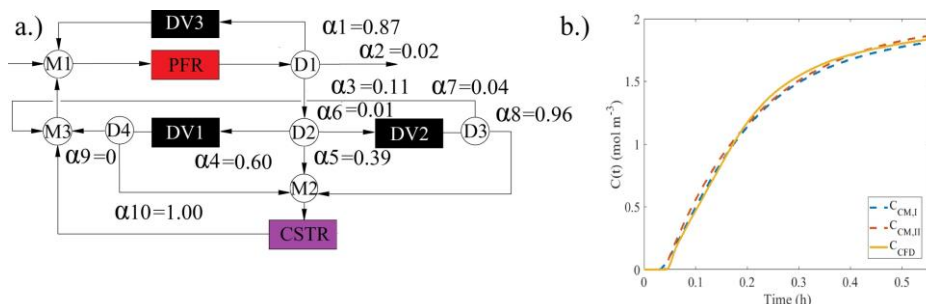 a.)
DV3
α1=0.87
α2=0.02
M1
PFR
D1
α3=0.11
α7=0.04
α6=0.01
α8=0.96
M3
D4
DV1
D2
DV2
D3
α9=0
α4=0.60
α5=0.39
M2
α10=1.00
CSTR
b.)
C(t) (mol m⁻³)
2
1.5
1
0.5
0
0
0.1
0.2
0.3
0.4
0.5
Time (h)
C_CM,I
C_CM,II
C_CFD